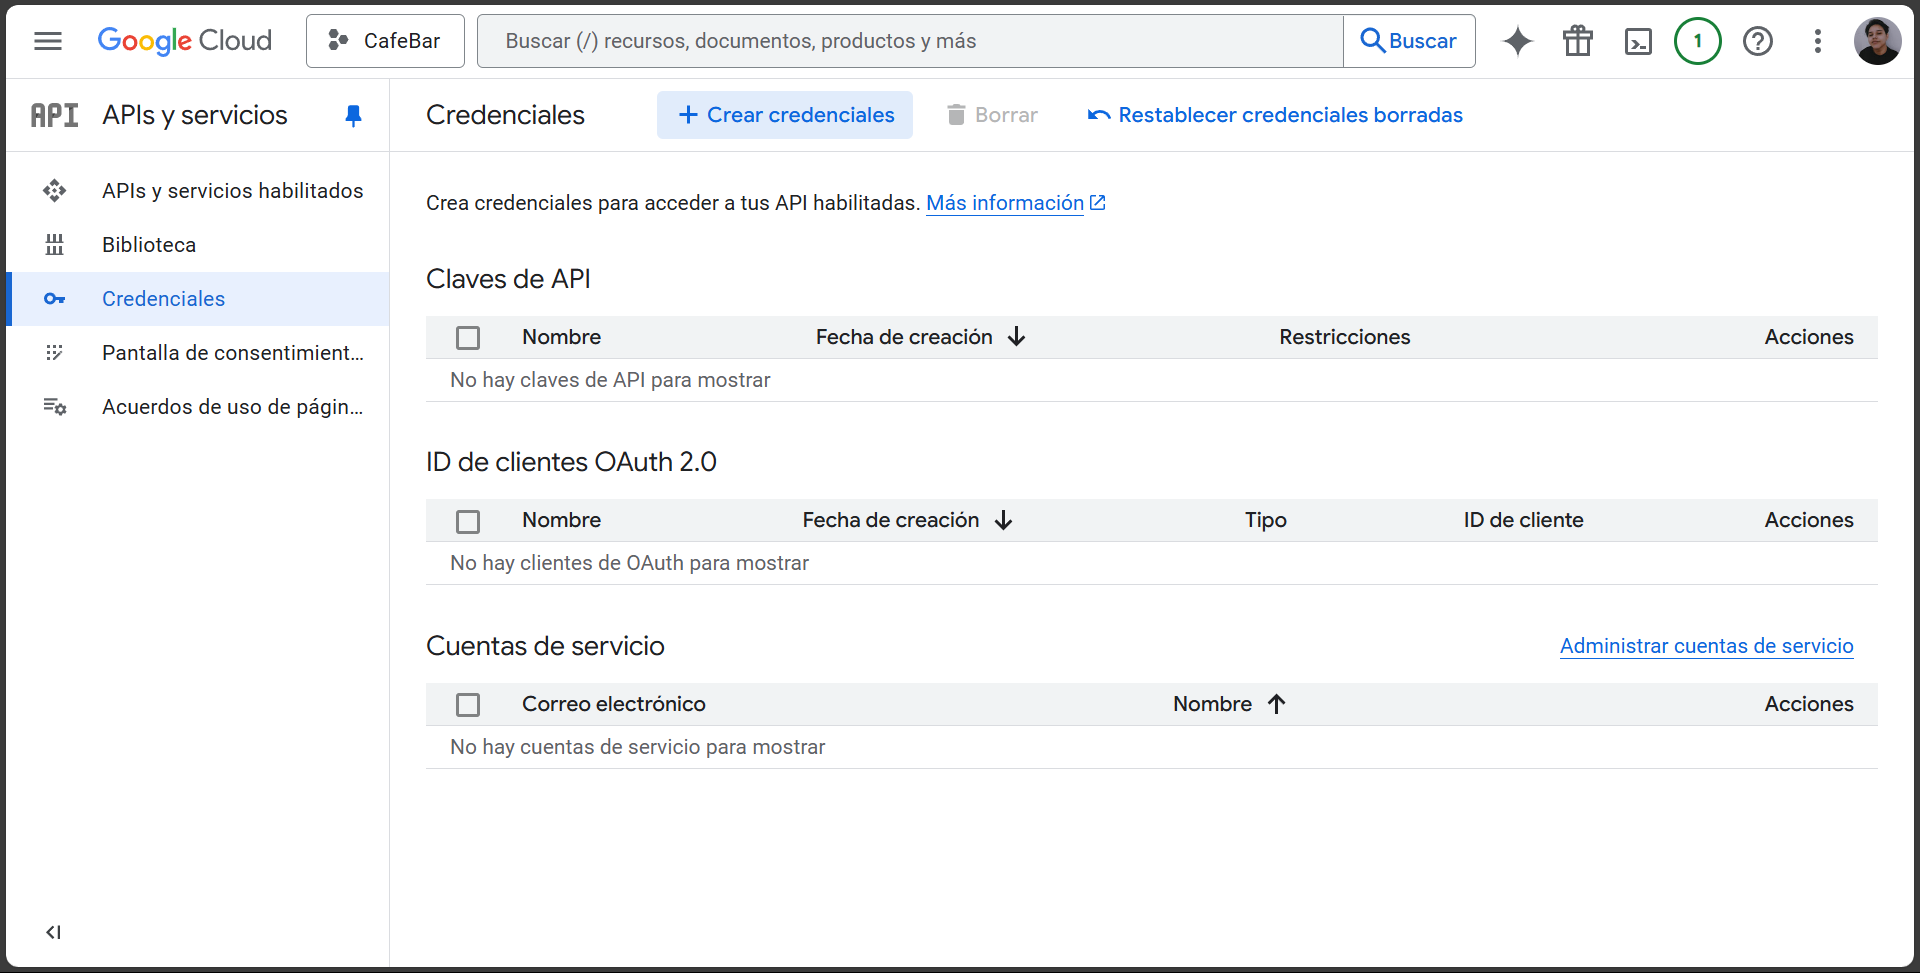 Google Cloud
CafeBar
Buscar (/) recursos, documentos, productos y más
Buscar
1
API
APIs y servicios
Credenciales
Crear credenciales
Borrar
Restablecer credenciales borradas
APIs y servicios habilitados
Biblioteca
Credenciales
Pantalla de consentimient...
Acuerdos de uso de págin...
Crea credenciales para acceder a tus API habilitadas. Más información
Claves de API
Nombre Fecha de creación Restricciones Acciones
No hay claves de API para mostrar
ID de clientes OAuth 2.0
Nombre Fecha de creación Tipo ID de cliente Acciones
No hay clientes de OAuth para mostrar
Cuentas de servicio
Administrar cuentas de servicio
Correo electrónico Nombre Acciones
No hay cuentas de servicio para mostrar